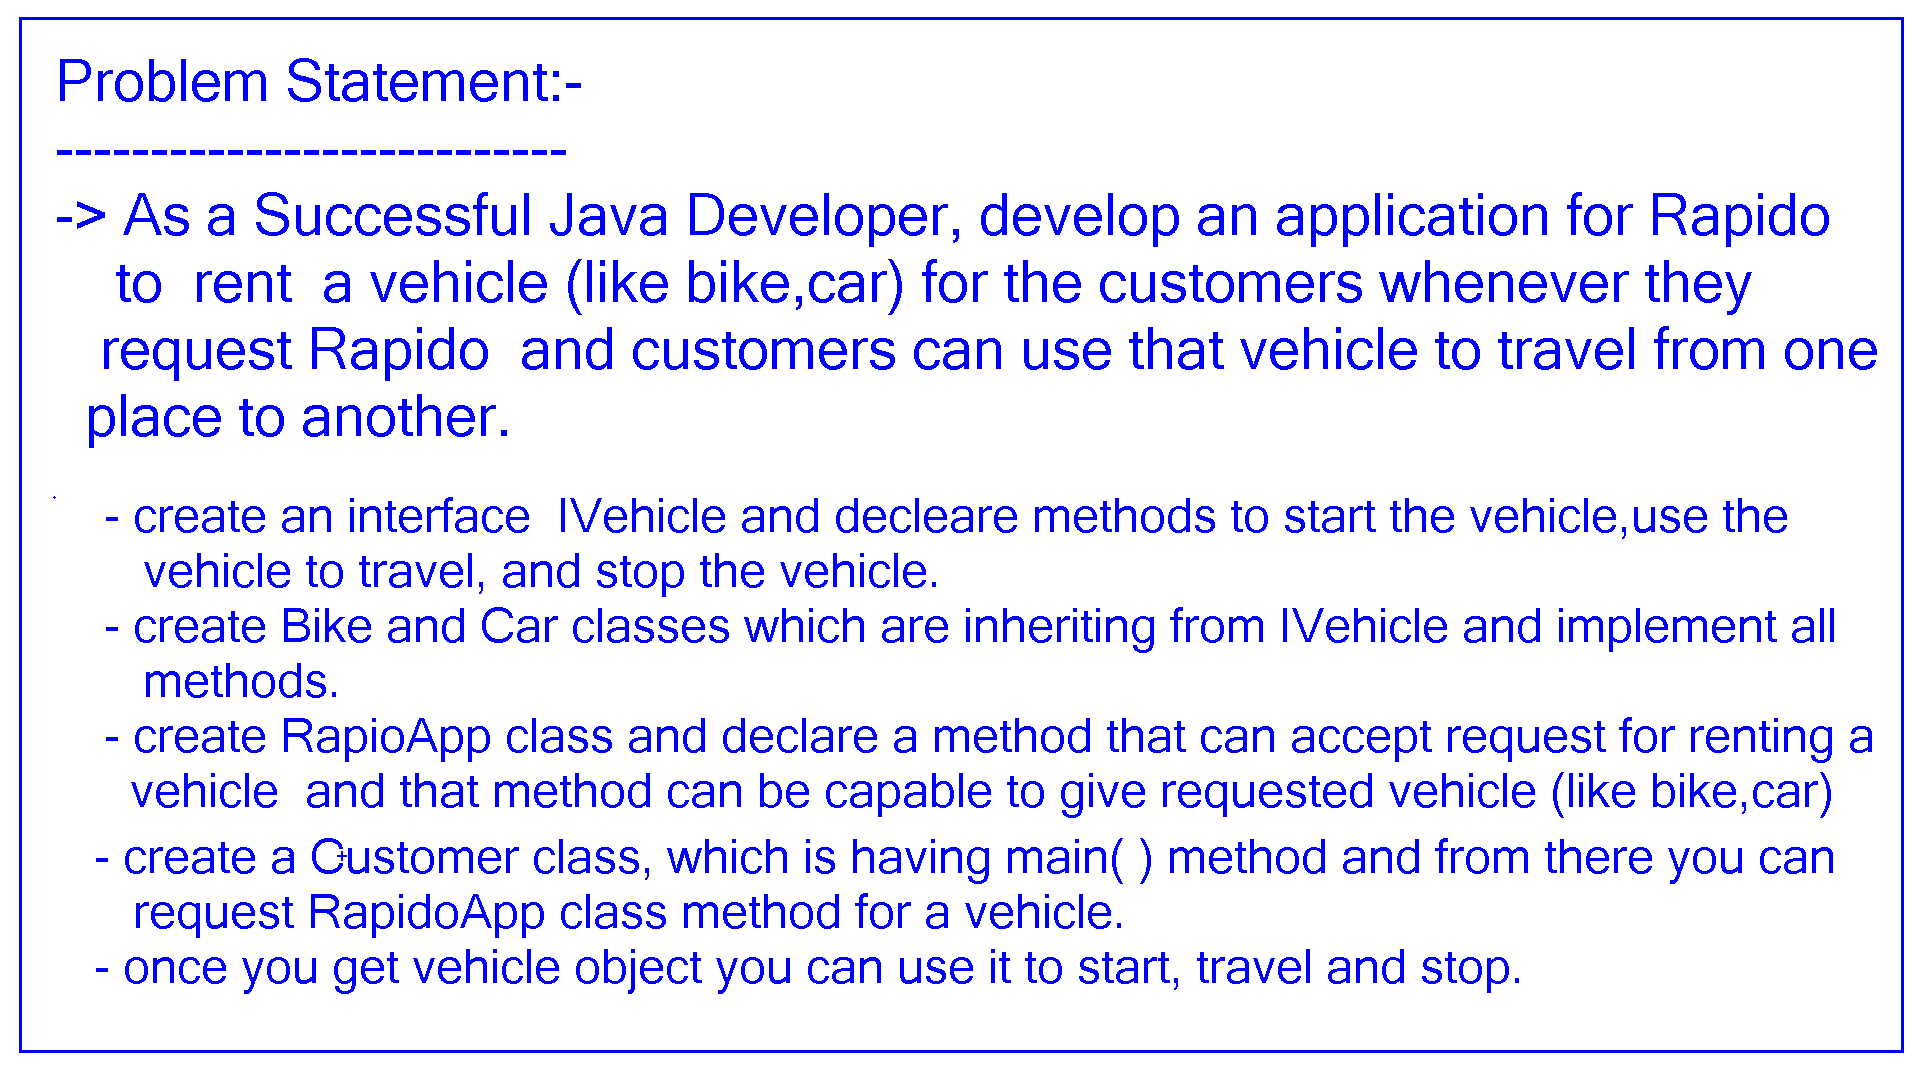 Problem Statement:-
---------------------------
-> As a Successful Java Developer, develop an application for Rapido
to rent a vehicle (like bike,car) for the customers whenever they
request Rapido and customers can use that vehicle to travel from one
place to another.
- create an interface IVehicle and decleare methods to start the vehicle,use the
vehicle to travel, and stop the vehicle.
- create Bike and Car classes which are inheriting from IVehicle and implement all
methods.
- create RapioApp class and declare a method that can accept request for renting a
vehicle and that method can be capable to give requested vehicle (like bike,car)
- create a Customer class, which is having main( ) method and from there you can
request RapidoApp class method for a vehicle.
- once you get vehicle object you can use it to start, travel and stop.